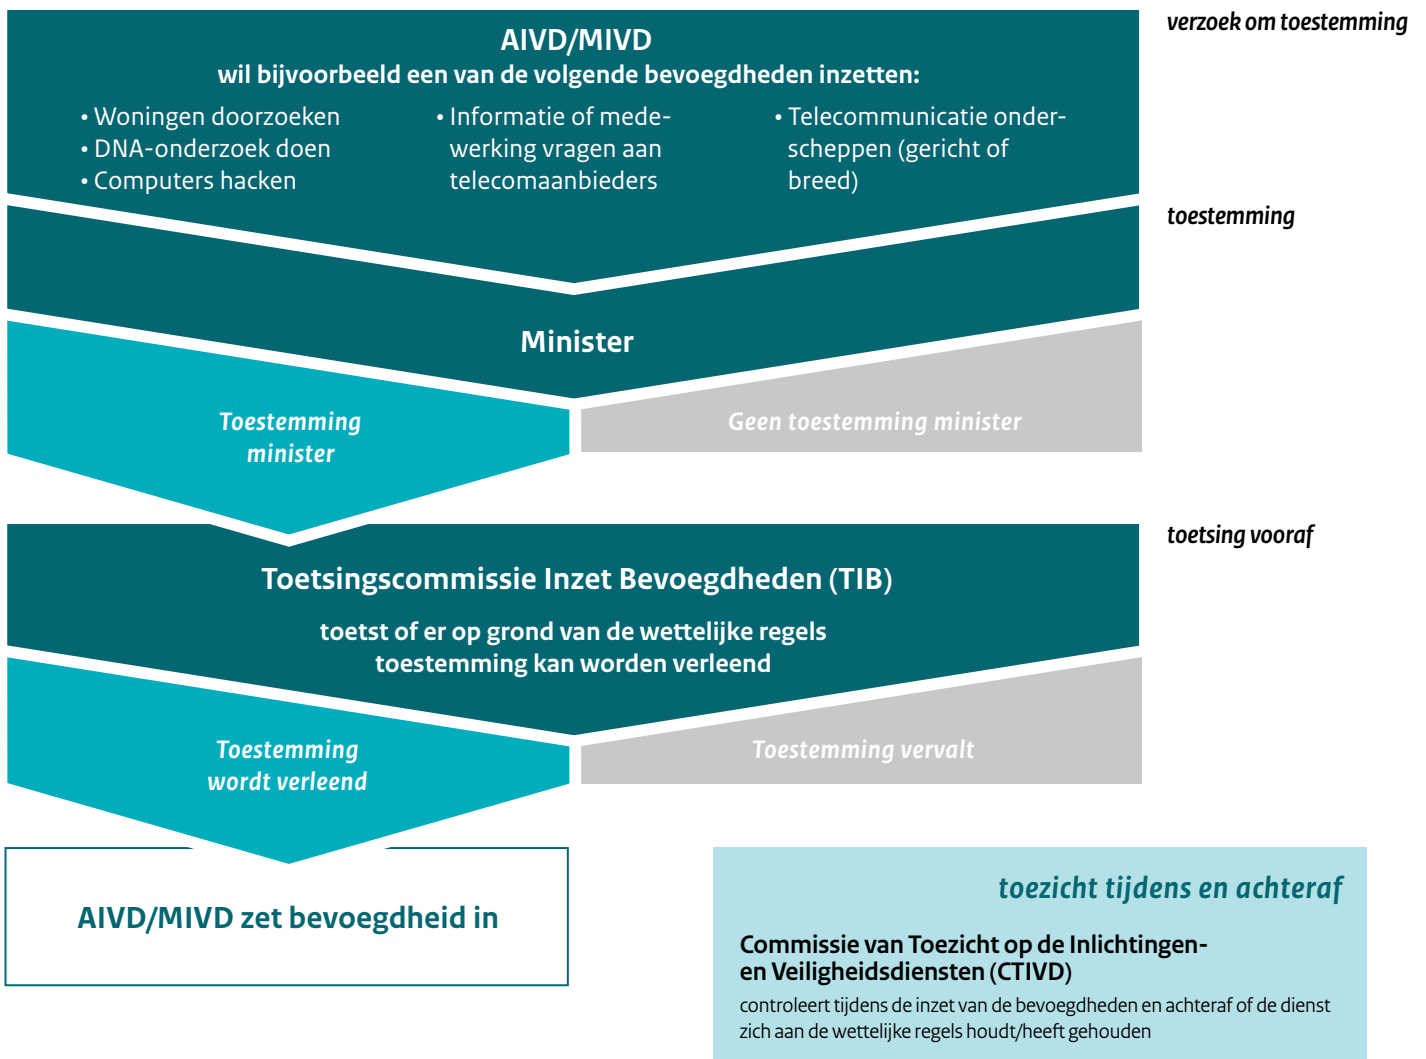 verzoek om toestemming
AIVD/MIVD
wil bijvoorbeeld een van de volgende bevoegdheden inzetten:
• Woningen doorzoeken
• DNA-onderzoek doen
• Computers hacken
• Informatie of mede-
werking vragen aan
telecomaanbieders
• Telecommunicatie onder-
scheppen (gericht of
breed)
toestemming
Minister
Toestemming
minister
Geen toestemming minister
toetsing vooraf
Toetsingscommissie Inzet Bevoegdheden (TIB)
toetst of er op grond van de wettelijke regels
toestemming kan worden verleend
Toestemming
wordt verleend
Toestemming vervalt
AIVD/MIVD zet bevoegdheid in
toezicht tijdens en achteraf
Commissie van Toezicht op de Inlichtingen-
en Veiligheidsdiensten (CTIVD)
controleert tijdens de inzet van de bevoegdheden en achteraf of de dienst
zich aan de wettelijke regels houdt/heeft gehouden